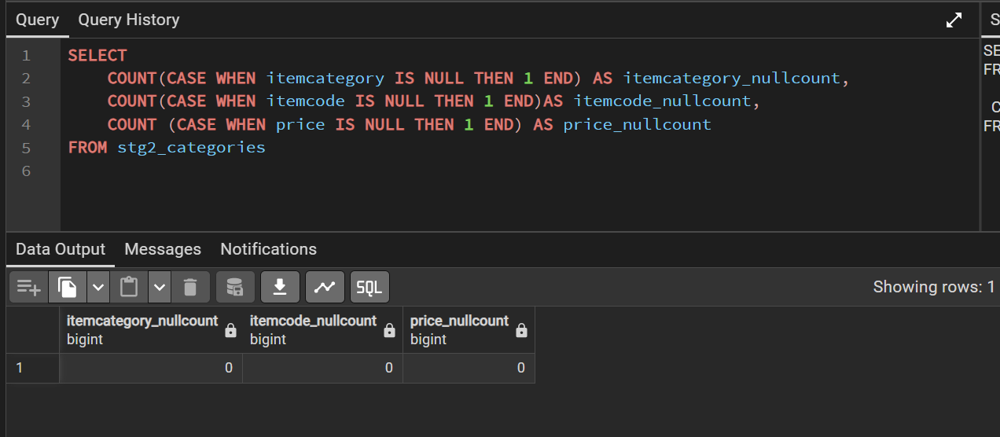 Query Query History S
1 SELECT SE
2 COUNT(CASE WHEN itemcategory IS NULL THEN 1 END) AS itemcategory_nullcount, FR
3 COUNT(CASE WHEN itemcode IS NULL THEN 1 END)AS itemcode_nullcount, C
4 COUNT (CASE WHEN price IS NULL THEN 1 END) AS price_nullcount FR
5 FROM stg2_categories
6
Data Output Messages Notifications
SQL Showing rows: 1
itemcategory_nullcount itemcode_nullcount price_nullcount
bigint bigint bigint
1 0 0 0